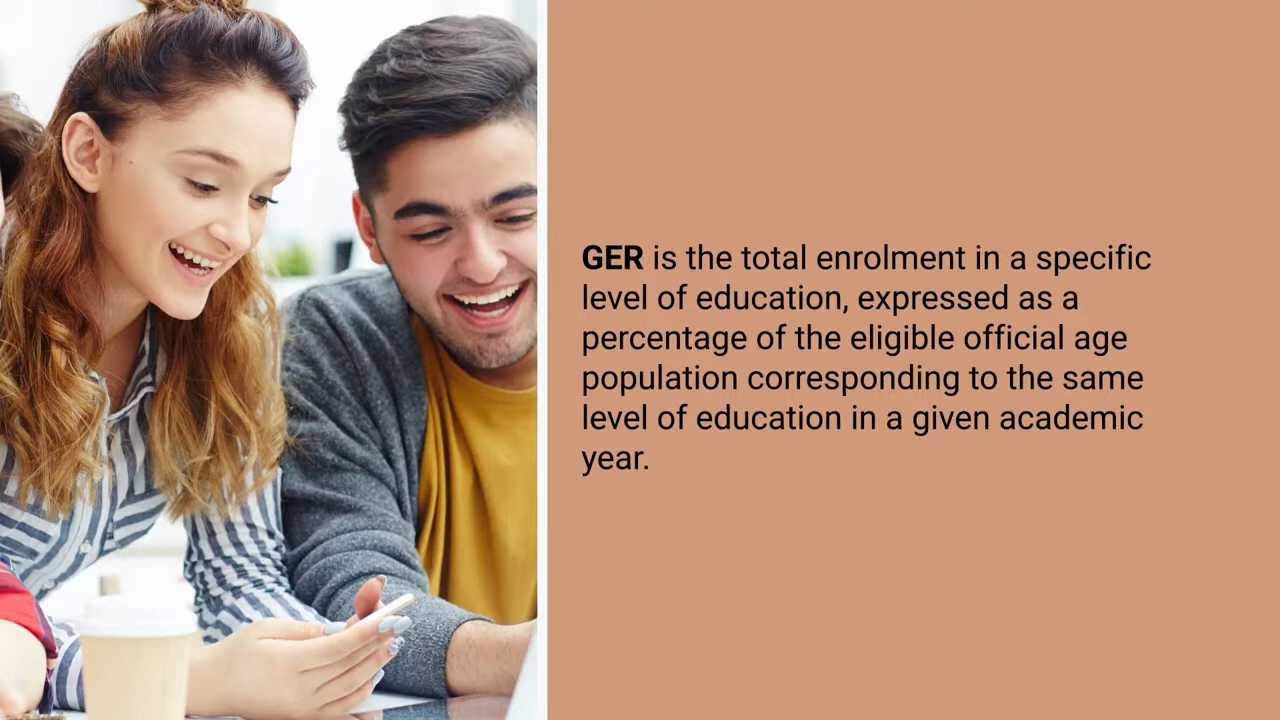 GER is the total enrolment in a specific
level of education, expressed as a
percentage of the eligible official age
population corresponding to the same
level of education in a given academic
year.